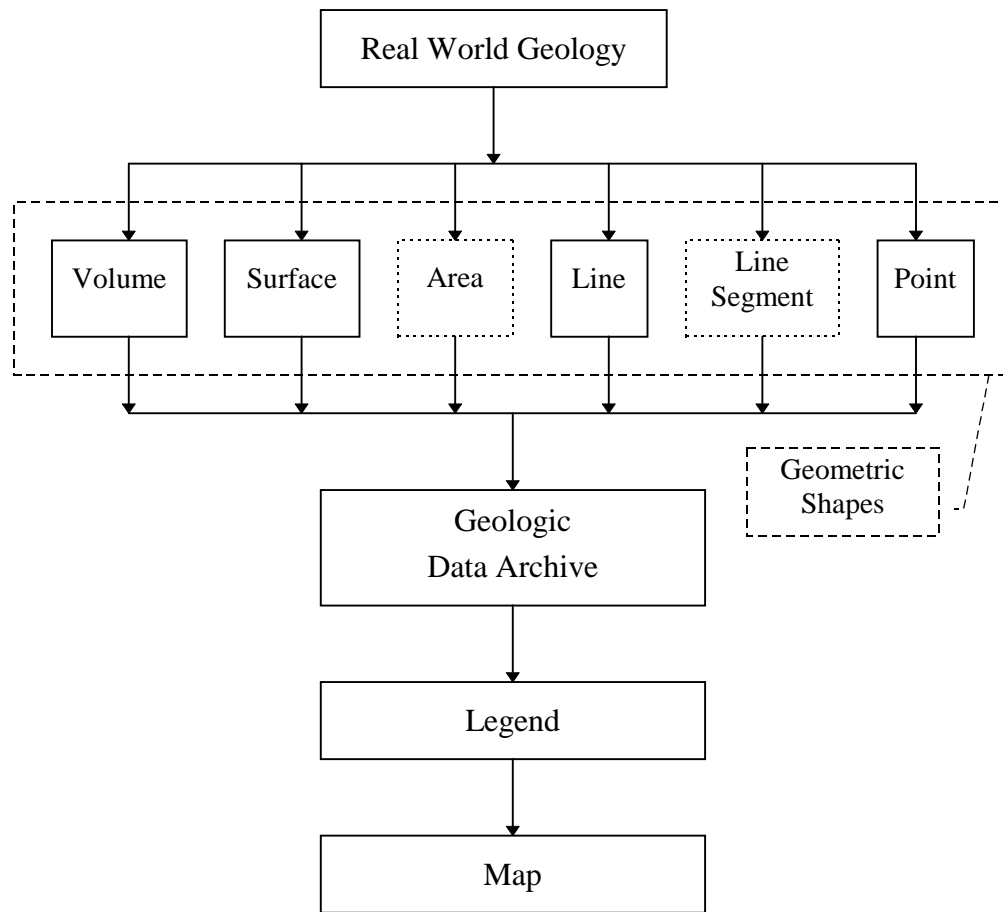 Real World Geology
Volume
Surface
Area
Line
Line
Segment
Point
Geometric
Shapes
Geologic
Data Archive
Legend
Map